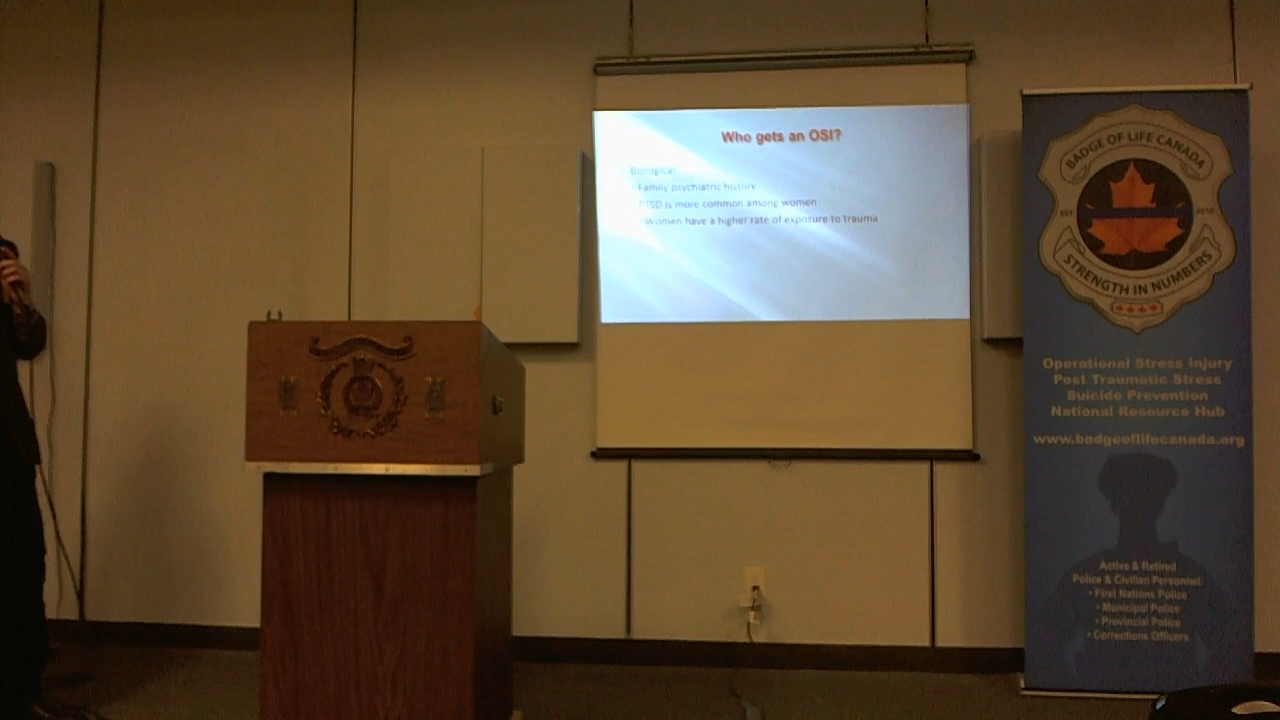 Who gets an OSI?
Biological
Family psychiatric history
PTSD is more common among women
Women have a higher rate of exposure to trauma
BADGE OF LIFE CANADA
EST
STRENGTH IN NUMBERS
Operational Stress Injury
Post Traumatic Stress
Suicide Prevention
National Resource Hub
www.badgeoflifecanada.org
Active & Retired
Police & Civilian Personnel:
• First Nations Police
• Municipal Police
• Provincial Police
• Corrections Officers